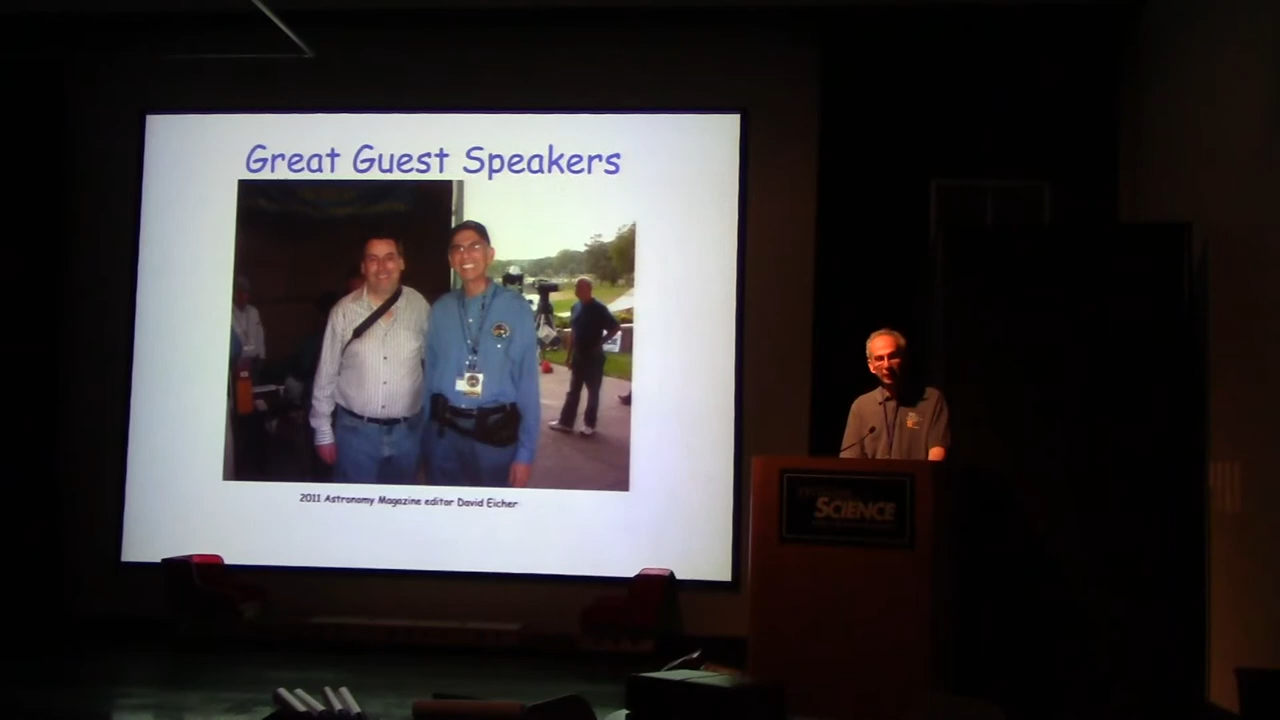 Great Guest Speakers
2011 Astronomy Magazine editor David Eicher
SCIENCE